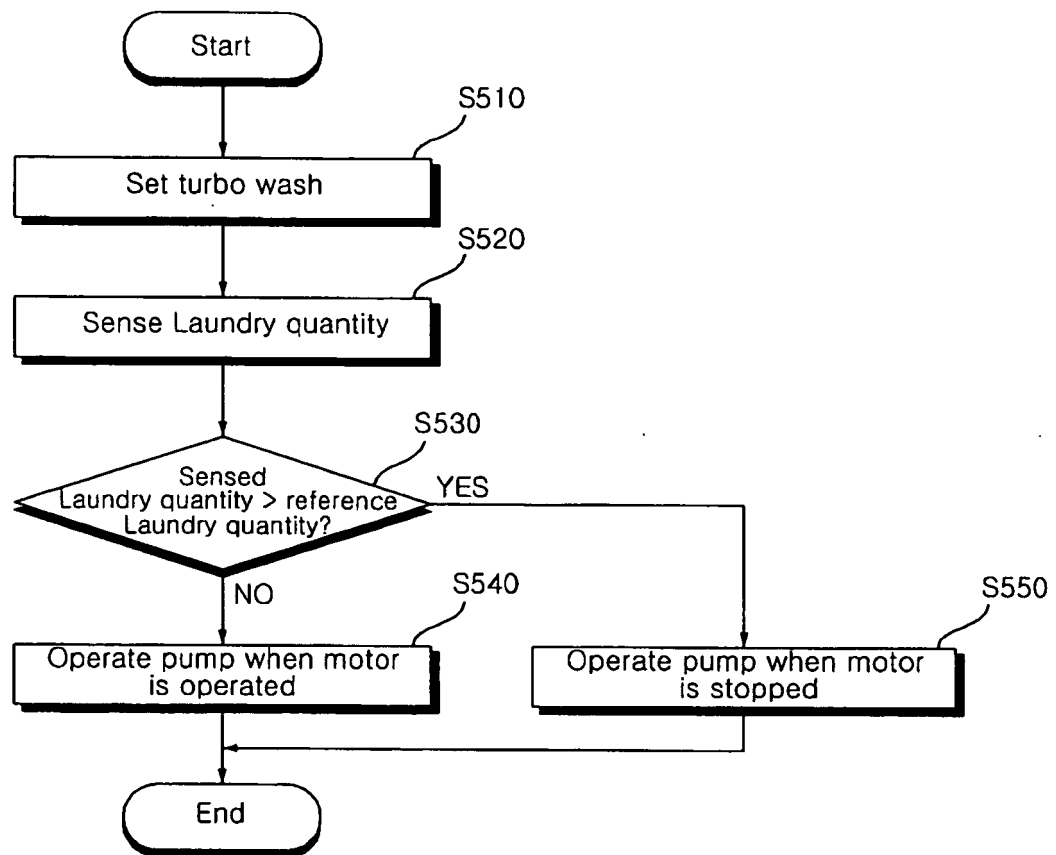 Start
S510
Set turbo wash
S520
Sense Laundry quantity
S530
Sensed
Laundry quantity > reference
Laundry quantity?
YES
NO
S540
Operate pump when motor
is operated
S550
Operate pump when motor
is stopped
End